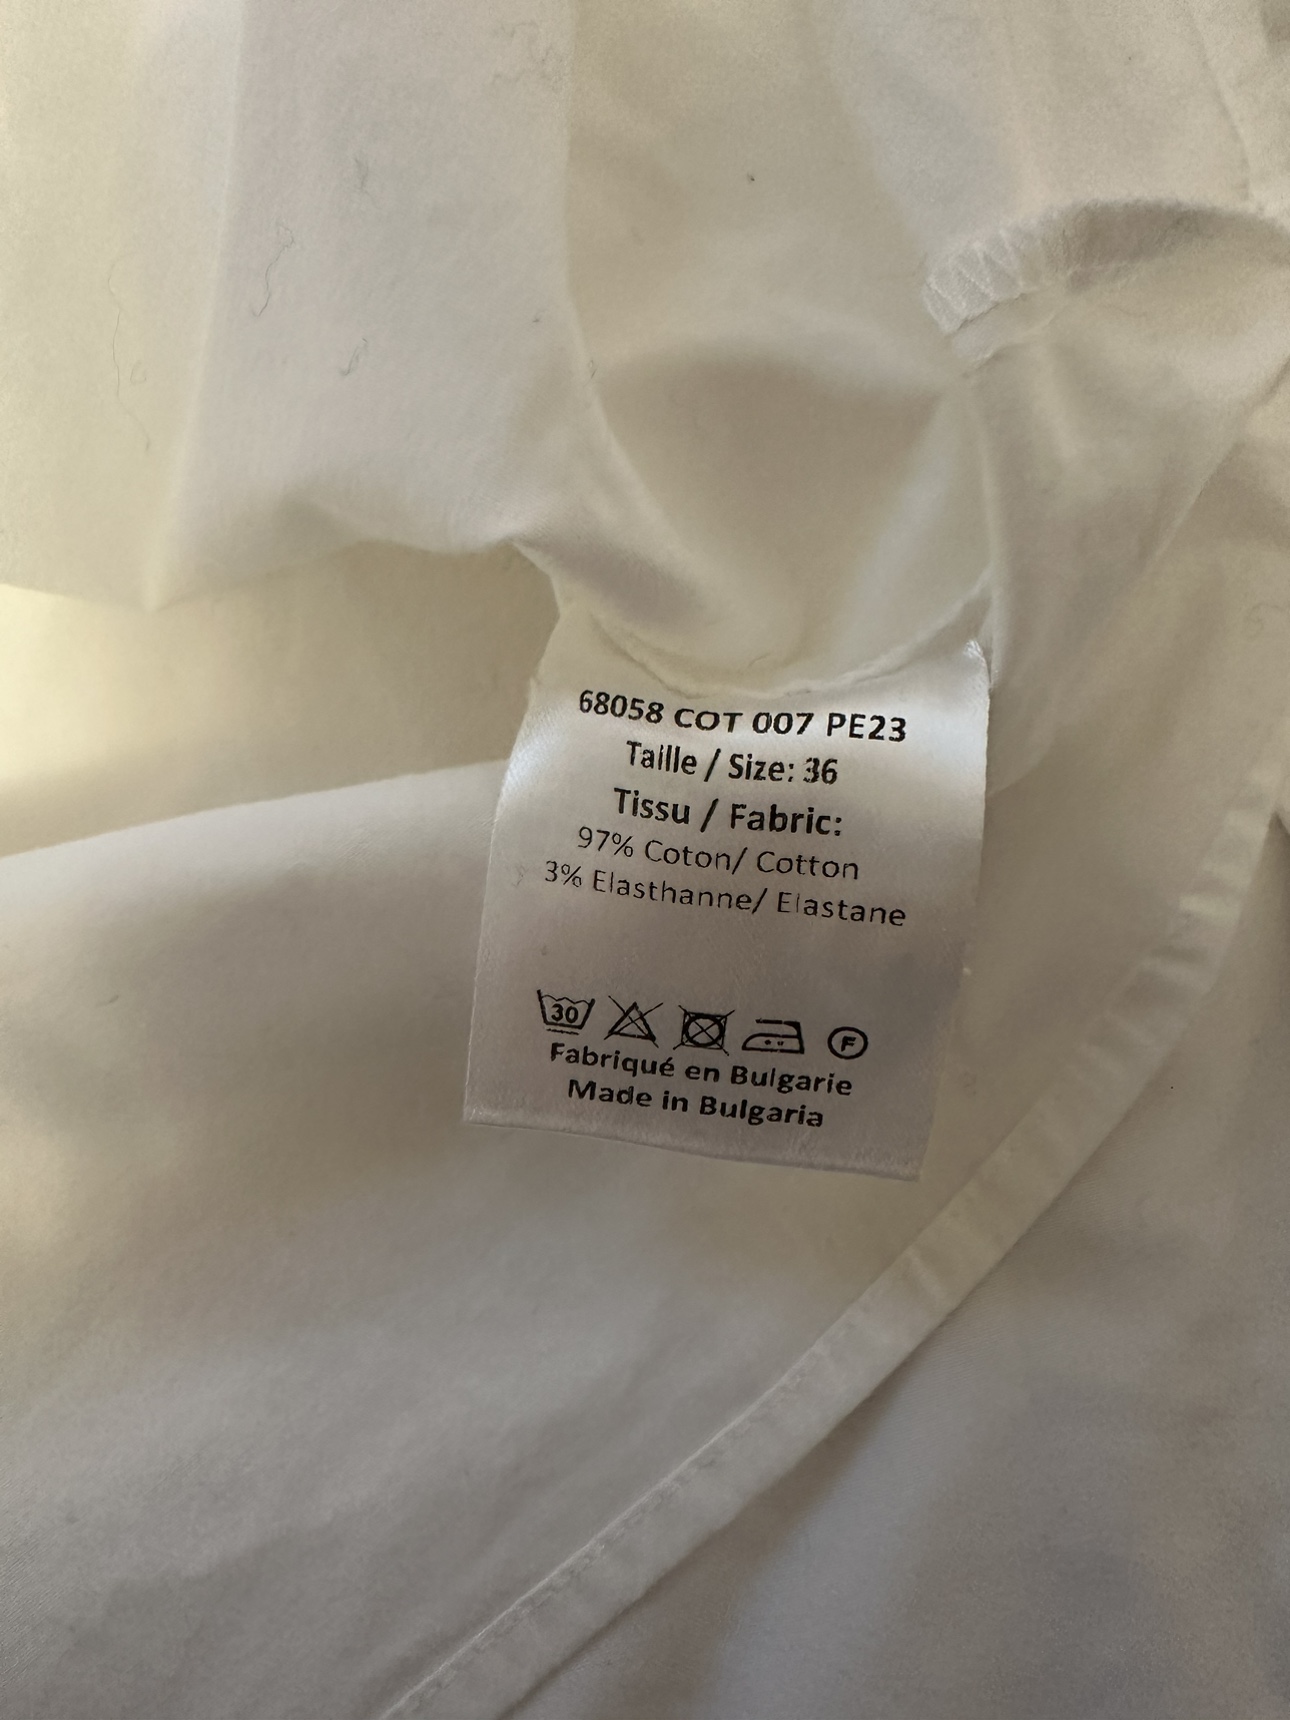 68058 COT 007 PE23
Taille / Size: 36
Tissu / Fabric:
97% Coton/ Cotton
3% Elasthanne/ Elastane
30 F
Fabriqué en Bulgarie
Made in Bulgaria